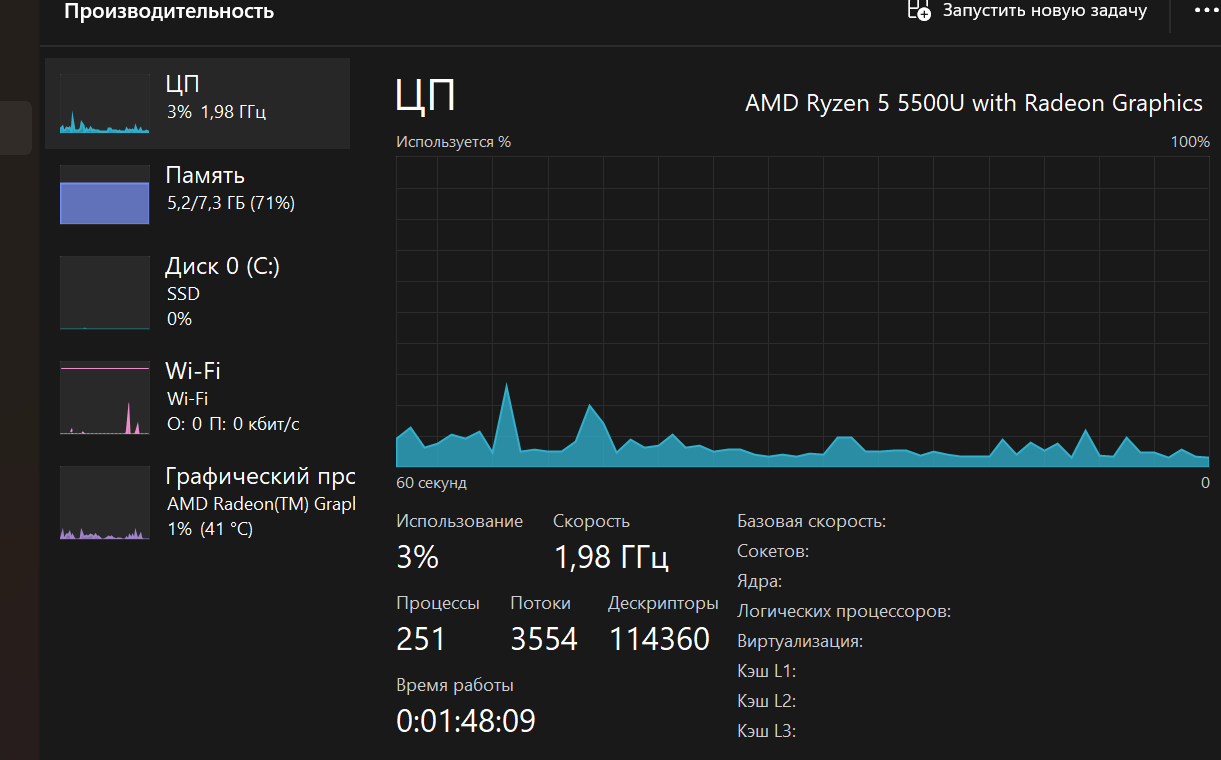 Производительность
Запустить новую задачу
ЦП
3% 1,98 ГГц
Память
5,2/7,3 ГБ (71%)
Диск 0 (C:)
SSD
0%
Wi-Fi
Wi-Fi
О: 0 П: 0 кбит/с
Графический прс
AMD Radeon(TM) Grapl
1% (41 °C)
ЦП
AMD Ryzen 5 5500U with Radeon Graphics
Используется %
100%
60 секунд
0
Использование
Скорость
3%
1,98 ГГц
Процессы
Потоки
Дескрипторы
251
3554
114360
Время работы
0:01:48:09
Базовая скорость:
Сокетов:
Ядра:
Логических процессоров:
Виртуализация:
Кэш L1:
Кэш L2:
Кэш L3: